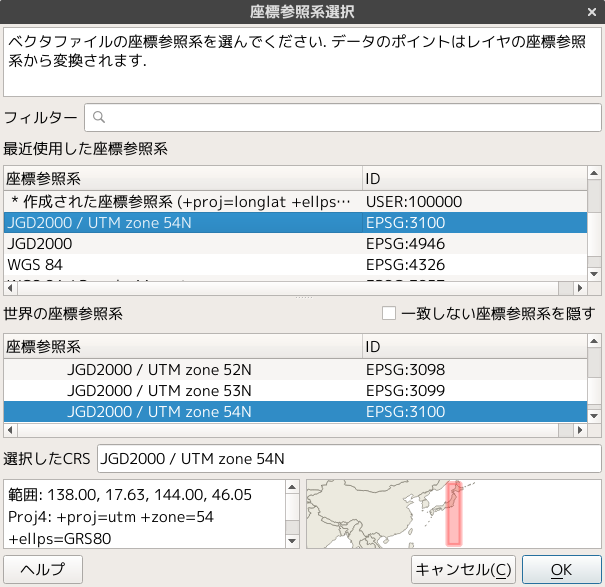 座標参照系選択
ベクタファイルの座標参照系を選んでください. データのポイントはレイヤの座標参照
系から変換されます.
フィルター
最近使用した座標参照系
座標参照系 ID
* 作成された座標参照系 (+proj=longlat +ellps… USER:100000
JGD2000 / UTM zone 54N EPSG:3100
JGD2000 EPSG:4946
WGS 84 EPSG:4326
世界の座標参照系 一致しない座標参照系を隠す
座標参照系 ID
JGD2000 / UTM zone 52N EPSG:3098
JGD2000 / UTM zone 53N EPSG:3099
JGD2000 / UTM zone 54N EPSG:3100
選択したCRS JGD2000 / UTM zone 54N
範囲: 138.00, 17.63, 144.00, 46.05
Proj4: +proj=utm +zone=54
+ellps=GRS80
ヘルプ キャンセル(C) OK